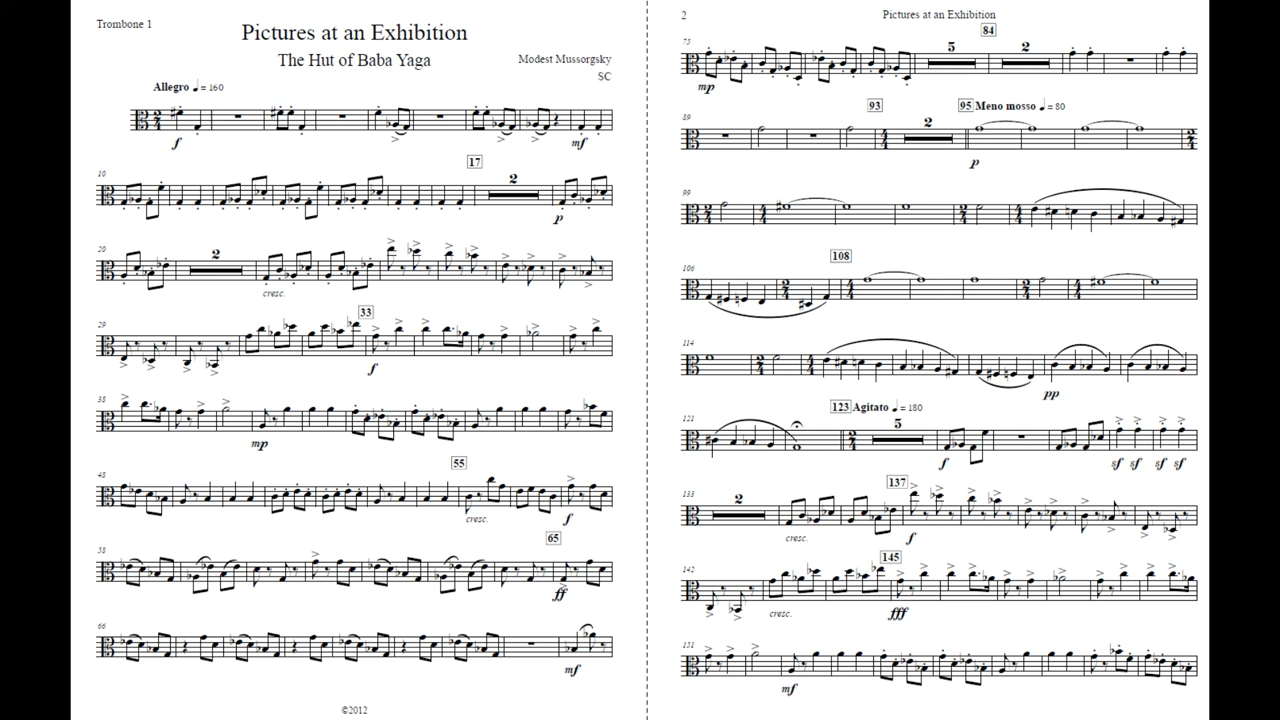 Trombone 1
Pictures at an Exhibition
The Hut of Baba Yaga
Modest Mussorgsky
SC
Allegro ♩ = 160
f
mf
10
17
2
p
20
2
cresc.
29
33
f
38
mp
48
55
cresc.
f
58
65
ff
66
mf
©2012
2
Pictures at an Exhibition
75
84
5
2
mp
89
93
2
95 Meno mosso ♩ = 80
p
99
106
108
114
pp
121
123 Agitato ♩ = 180
5
f
sf sf sf sf
133
2
137
cresc.
f
142
145
cresc.
fff
151
mf